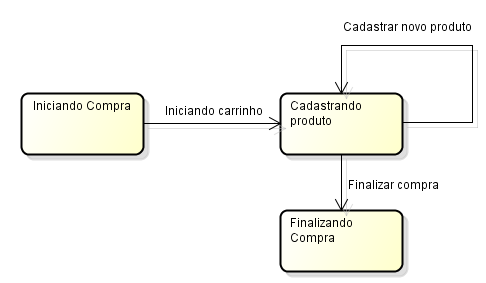 Cadastrar novo produto
Iniciando Compra
Iniciando carrinho
Cadastrando
produto
Finalizar compra
Finalizando
Compra